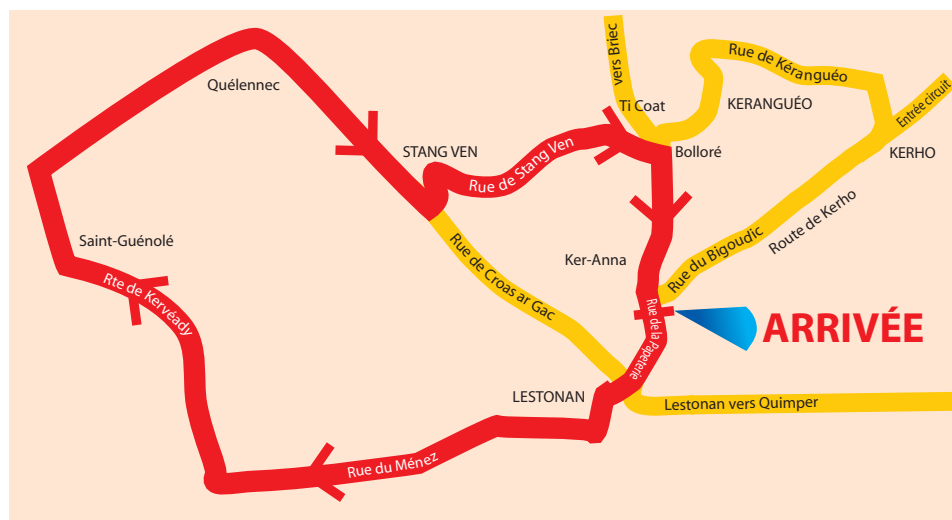 vers Briec
Rue de Kéranguéo
Quélennec
Ti Coat
KERANGUÉO
Entrée circuit
STANG VEN
Bolloré
KERHO
Rue de Stang Ven
Saint-Guénolé
Route de Kerho
Rue du Bigoudic
Ker-Anna
Rue de Croas ar Gac
Rte de Kervéady
Rue de la Papeterie
ARRIVÉE
LESTONAN
Lestonan vers Quimper
Rue du Ménez